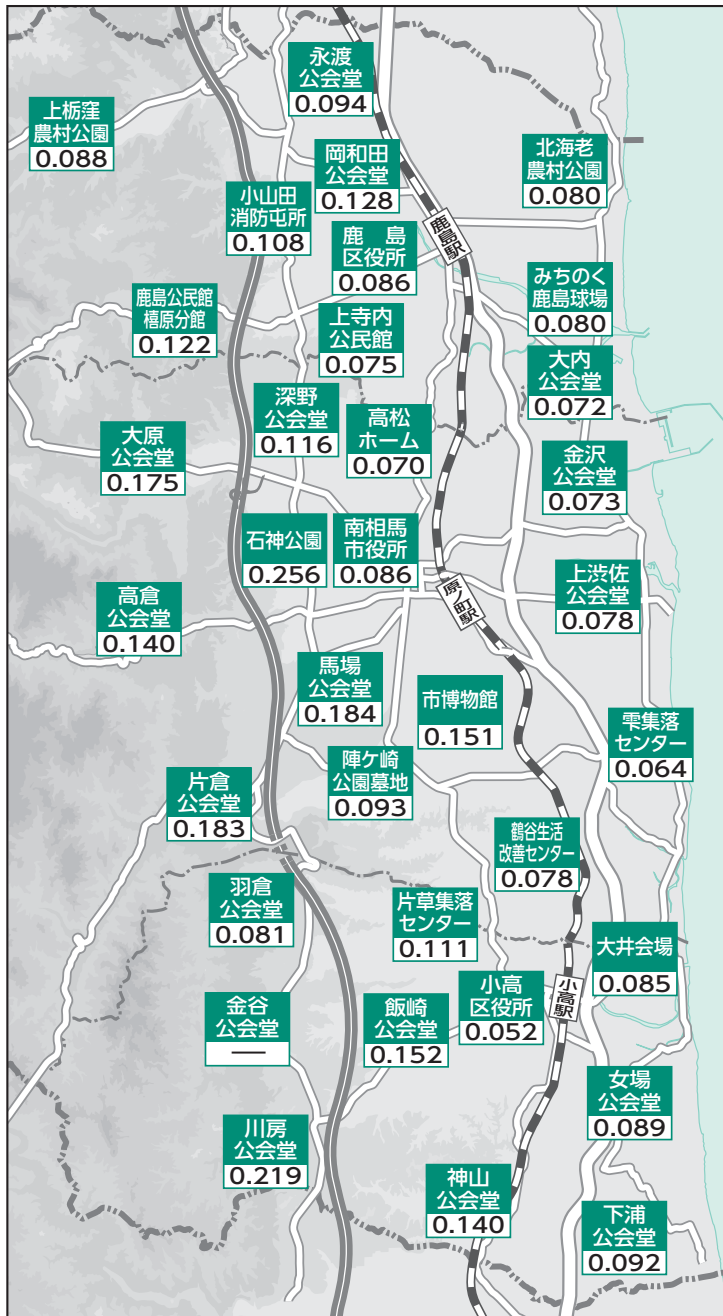 永渡
公会堂
0.094
上栃窪
農村公園
0.088
岡和田
公会堂
0.128
北海老
農村公園
0.080
小山田
消防屯所
0.108
鹿島駅
鹿　島
区役所
0.086
みちのく
鹿島球場
0.080
鹿島公民館
橲原分館
0.122
上寺内
公民館
0.075
大内
公会堂
0.072
深野
公会堂
0.116
高松
ホーム
0.070
大原
公会堂
0.175
金沢
公会堂
0.073
石神公園
0.256
南相馬
市役所
0.086
原ノ町駅
上渋佐
公会堂
0.078
高倉
公会堂
0.140
馬場
公会堂
0.184
市博物館
0.151
雫集落
センター
0.064
陣ケ崎
公園墓地
0.093
片倉
公会堂
0.183
鶴谷生活
改善センター
0.078
羽倉
公会堂
0.081
片草集落
センター
0.111
大井会場
0.085
小高
区役所
0.052
小高駅
金谷
公会堂
―
飯崎
公会堂
0.152
女場
公会堂
0.089
川房
公会堂
0.219
神山
公会堂
0.140
下浦
公会堂
0.092